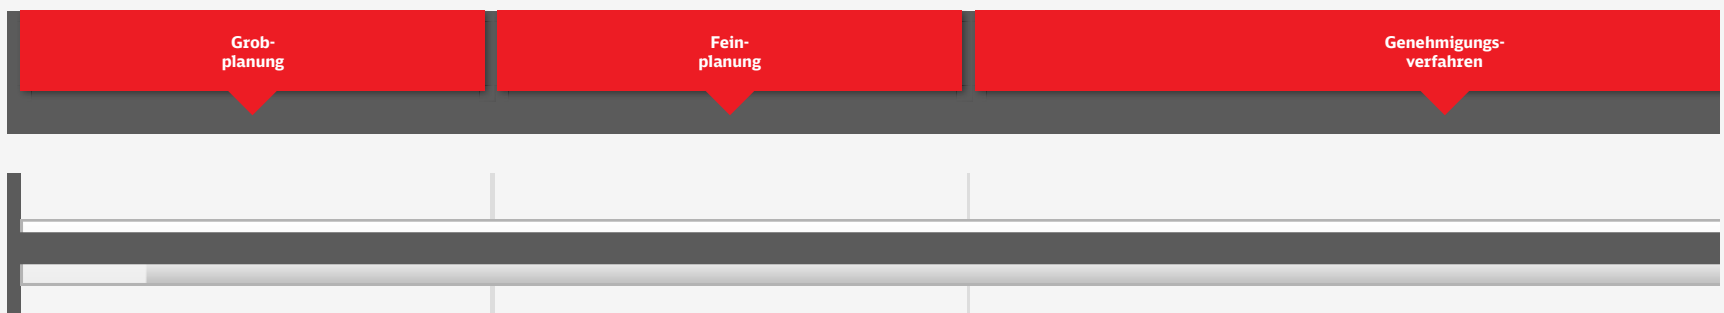 Grob-
planung
Fein-
planung
Genehmigungs-
verfahren